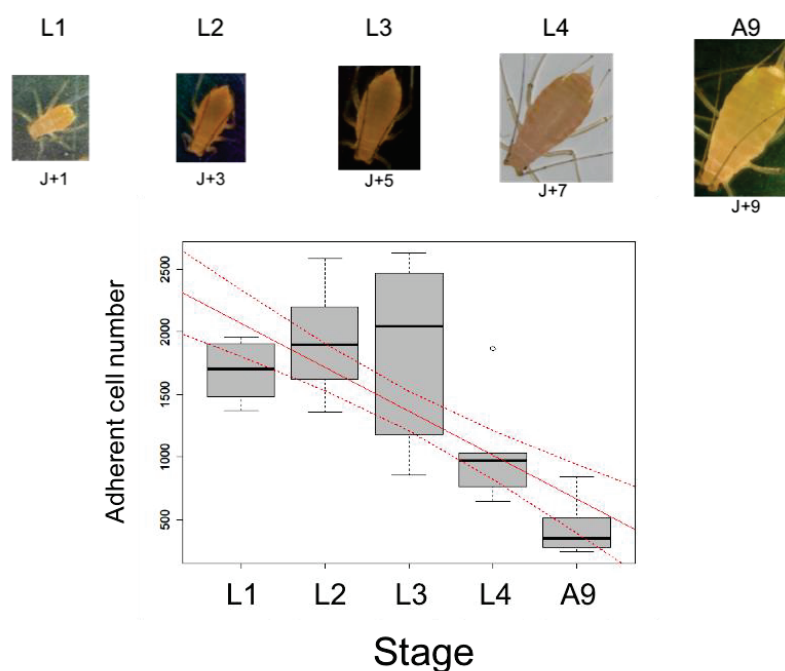 L1 L2 L3 L4 A9
J+1 J+3 J+5 J+7 J+9
Adherent cell number
2500
2000
1500
1000
500
L1 L2 L3 L4 A9
Stage